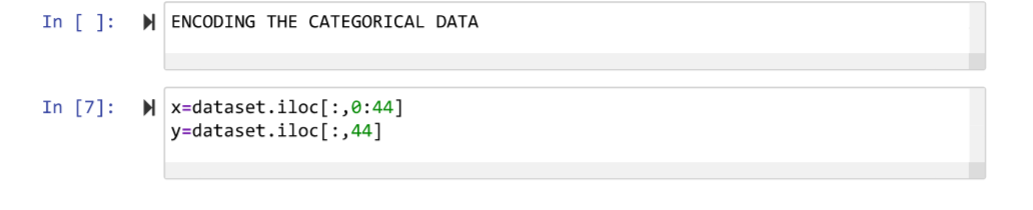 In [ ]: ENCODING THE CATEGORICAL DATA
In [7]: x=dataset.iloc[:,0:44]
y=dataset.iloc[:,44]